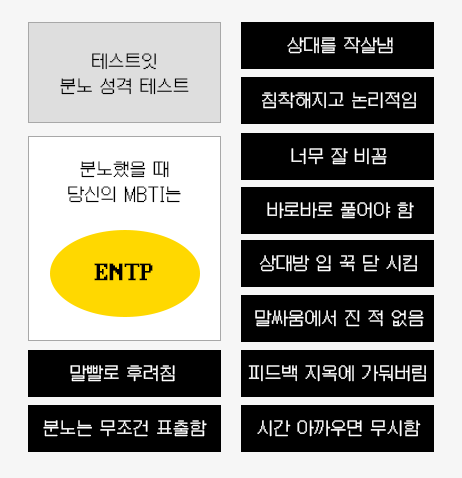 테스트잇
분노 성격 테스트
분노했을 때
당신의 MBTI는
ENTP
말빨로 후려침
분노는 무조건 표출함
상대를 작살냄
침착해지고 논리적임
너무 잘 비꼼
바로바로 풀어야 함
상대방 입 꾹 닫 시킴
말싸움에서 진 적 없음
피드백 지옥에 가둬버림
시간 아까우면 무시함